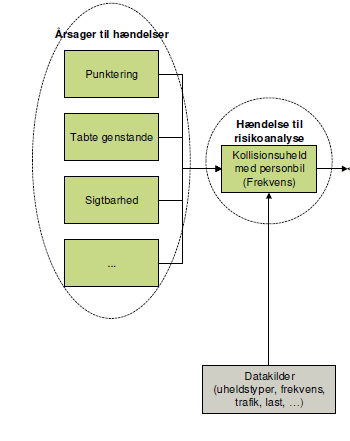 Årsager til hændelser
Punktering
Tabte genstande
Sigtbarhed
...
Hændelse til
risikoanalyse
Kollisionsuheld
med personbil
(Frekvens)
Datakilder
(uheldstyper, frekvens,
trafik, last, ...)